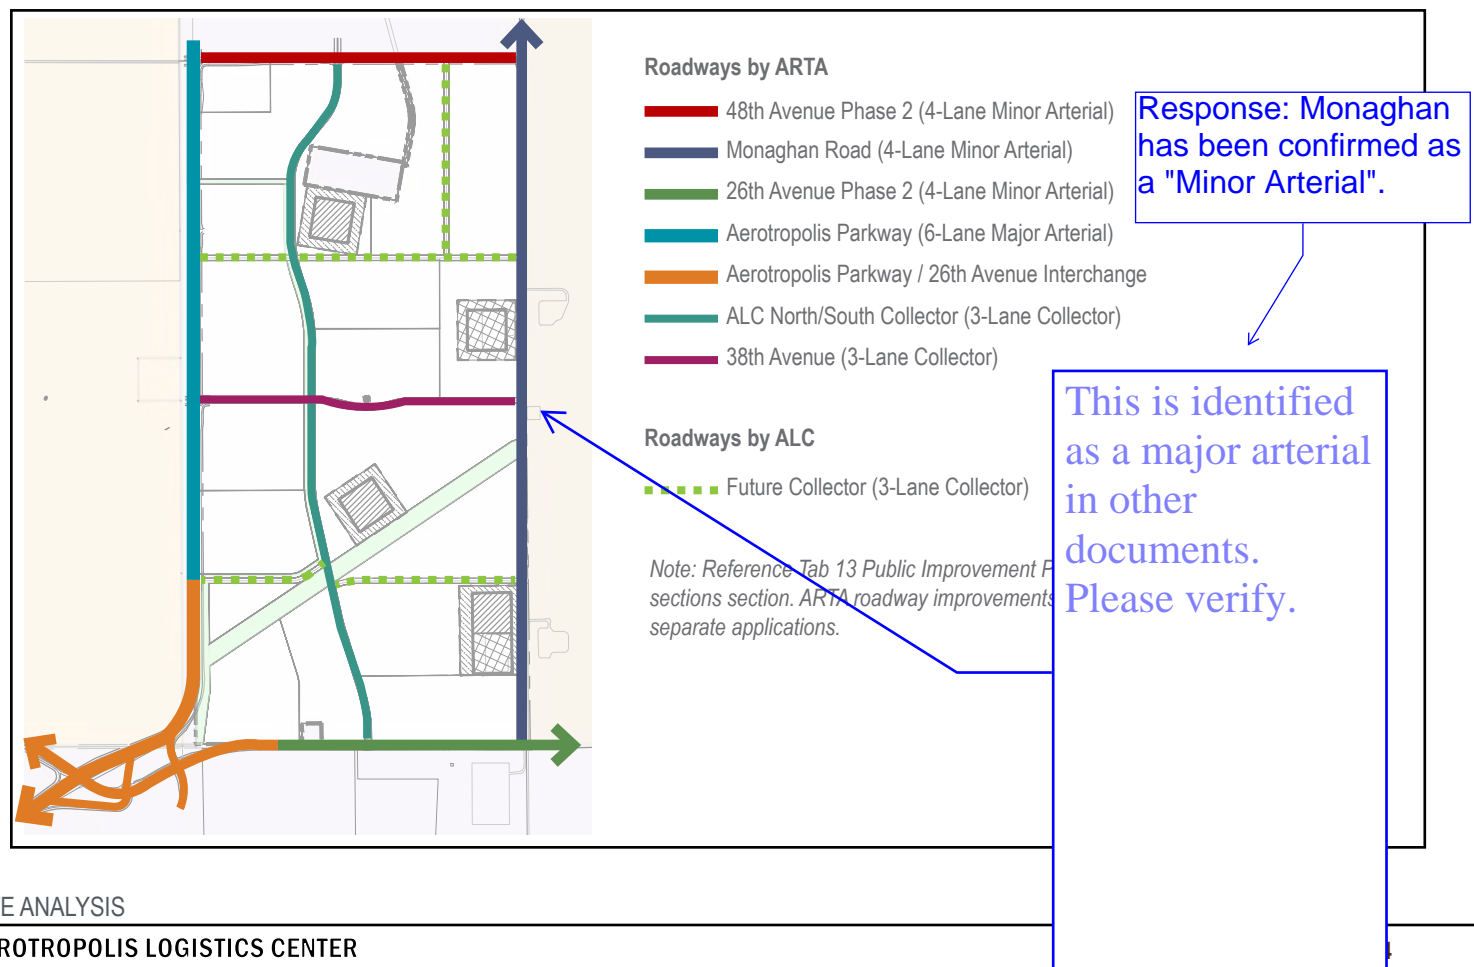 Roadways by ARTA
48th Avenue Phase 2 (4-Lane Minor Arterial)
Monaghan Road (4-Lane Minor Arterial)
26th Avenue Phase 2 (4-Lane Minor Arterial)
Aerotropolis Parkway (6-Lane Major Arterial)
Aerotropolis Parkway / 26th Avenue Interchange
ALC North/South Collector (3-Lane Collector)
38th Avenue (3-Lane Collector)
Roadways by ALC
Future Collector (3-Lane Collector)
Note: Reference Tab 13 Public Improvement P
sections section. ARTA roadway improvements
separate applications.
Response: Monaghan
has been confirmed as
a "Minor Arterial".
This is identified
as a major arterial
in other
documents.
Please verify.
E ANALYSIS
ROTROPOLIS LOGISTICS CENTER